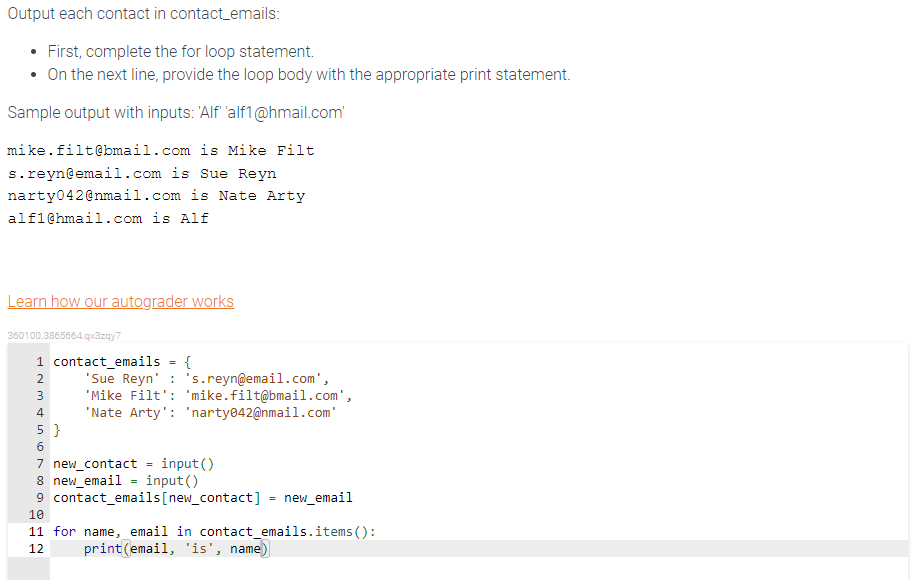 Output each contact in contact_emails:
• First, complete the for loop statement.
• On the next line, provide the loop body with the appropriate print statement.
Sample output with inputs: 'Alf' 'alf1@hmail.com'
mike.filt@bmail.com is Mike Filt
s.reyn@email.com is Sue Reyn
narty042@nmail.com is Nate Arty
alf1@hmail.com is Alf
Learn how our autograder works
360100.3865664.qx3zqy7
1 contact_emails = {
2     'Sue Reyn' : 's.reyn@email.com',
3     'Mike Filt': 'mike.filt@bmail.com',
4     'Nate Arty': 'narty042@nmail.com'
5 }
6
7 new_contact = input()
8 new_email = input()
9 contact_emails[new_contact] = new_email
10
11 for name, email in contact_emails.items():
12     print(email, 'is', name)